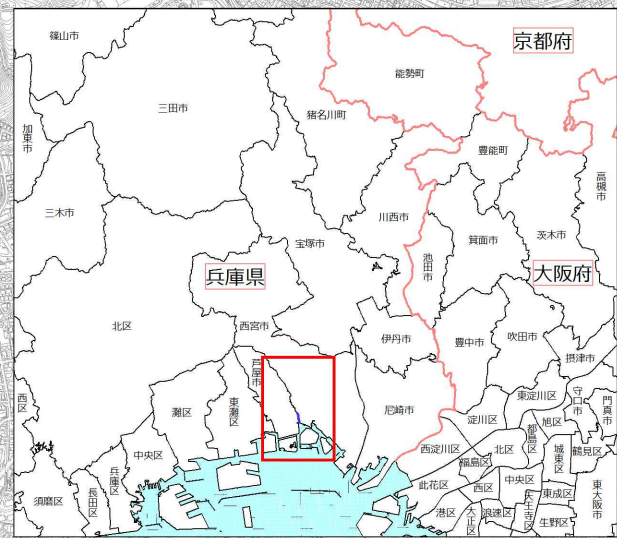 篠山市
京都府
能勢町
三田市
猪名川町
加東市
豊能町
高槻市
三木市
川西市
箕面市
茨木市
宝塚市
池田市
兵庫県
大阪府
北区
西宮市
伊丹市
豊中市
吹田市
摂津市
芦屋市
西区
灘区
東灘区
尼崎市
東淀川区
守口市
門真市
淀川区
都島区
旭区
中央区
西淀川区
北区
城東区
鶴見区
福島区
兵庫区
此花区
西区
中央区
東成区
東大阪市
須磨区
長田区
港区
大正区
浪速区
天王寺区
生野区